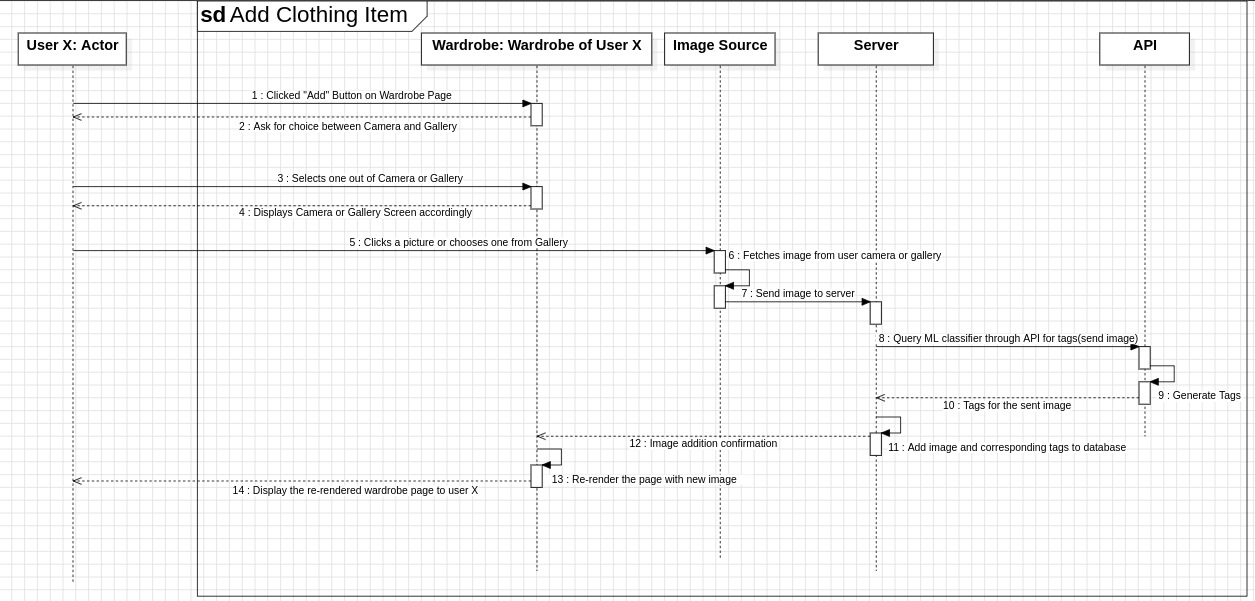 sd Add Clothing Item
User X: Actor
Wardrobe: Wardrobe of User X
Image Source
Server
API
1 : Clicked "Add" Button on Wardrobe Page
2 : Ask for choice between Camera and Gallery
3 : Selects one out of Camera or Gallery
4 : Displays Camera or Gallery Screen accordingly
5 : Clicks a picture or chooses one from Gallery
6 : Fetches image from user camera or gallery
7 : Send image to server
8 : Query ML classifier through API for tags(send image)
9 : Generate Tags
10 : Tags for the sent image
11 : Add image and corresponding tags to database
12 : Image addition confirmation
13 : Re-render the page with new image
14 : Display the re-rendered wardrobe page to user X